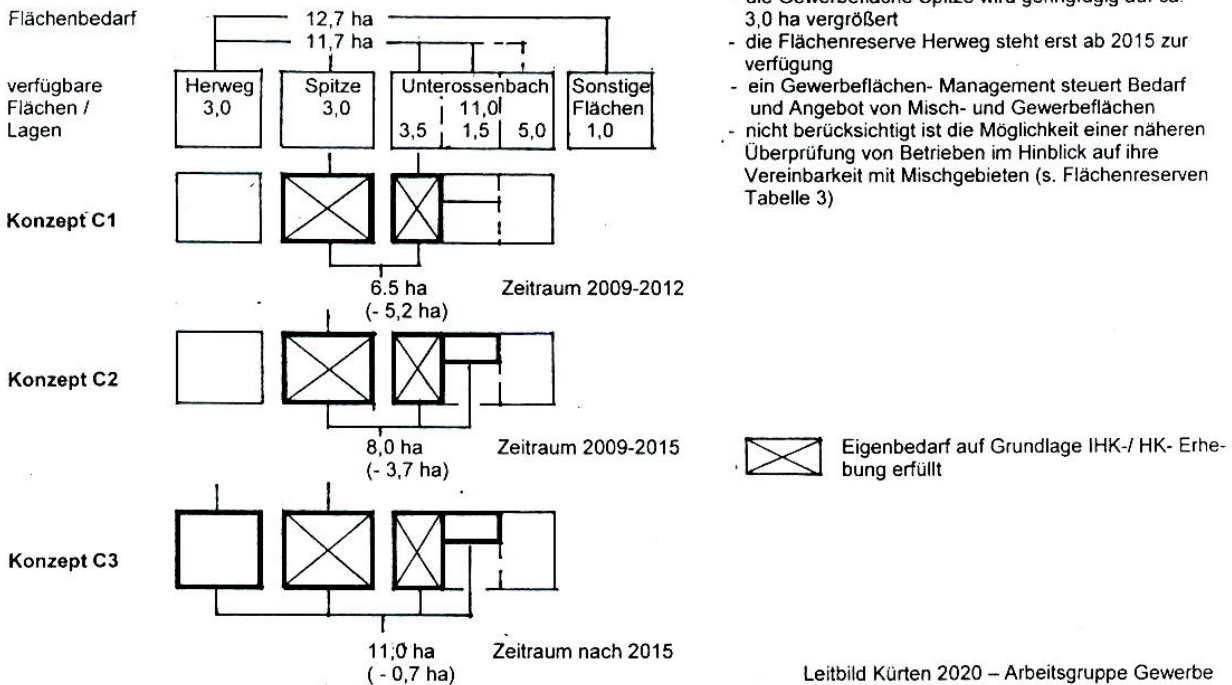 Flächenbedarf
12,7 ha
11,7 ha
verfügbare
Flächen /
Lagen
Herweg
3,0
Spitze
3,0
Unterossenbach
11,0
3,5 1,5 5,0
Sonstige
Flächen
1,0
3,0 ha vergrößert
- die Flächenreserve Herweg steht erst ab 2015 zur
verfügung
- ein Gewerbeflächen- Management steuert Bedarf
und Angebot von Misch- und Gewerbeflächen
- nicht berücksichtigt ist die Möglichkeit einer näheren
Überprüfung von Betrieben im Hinblick auf ihre
Vereinbarkeit mit Mischgebieten (s. Flächenreserven
Tabelle 3)
Konzept C1
6.5 ha
(- 5,2 ha)
Zeitraum 2009-2012
Konzept C2
8,0 ha
(- 3,7 ha)
Zeitraum 2009-2015
Eigenbedarf auf Grundlage IHK-/ HK- Erhe-
bung erfüllt
Konzept C3
11,0 ha
( - 0,7 ha)
Zeitraum nach 2015
Leitbild Kürten 2020 – Arbeitsgruppe Gewerbe